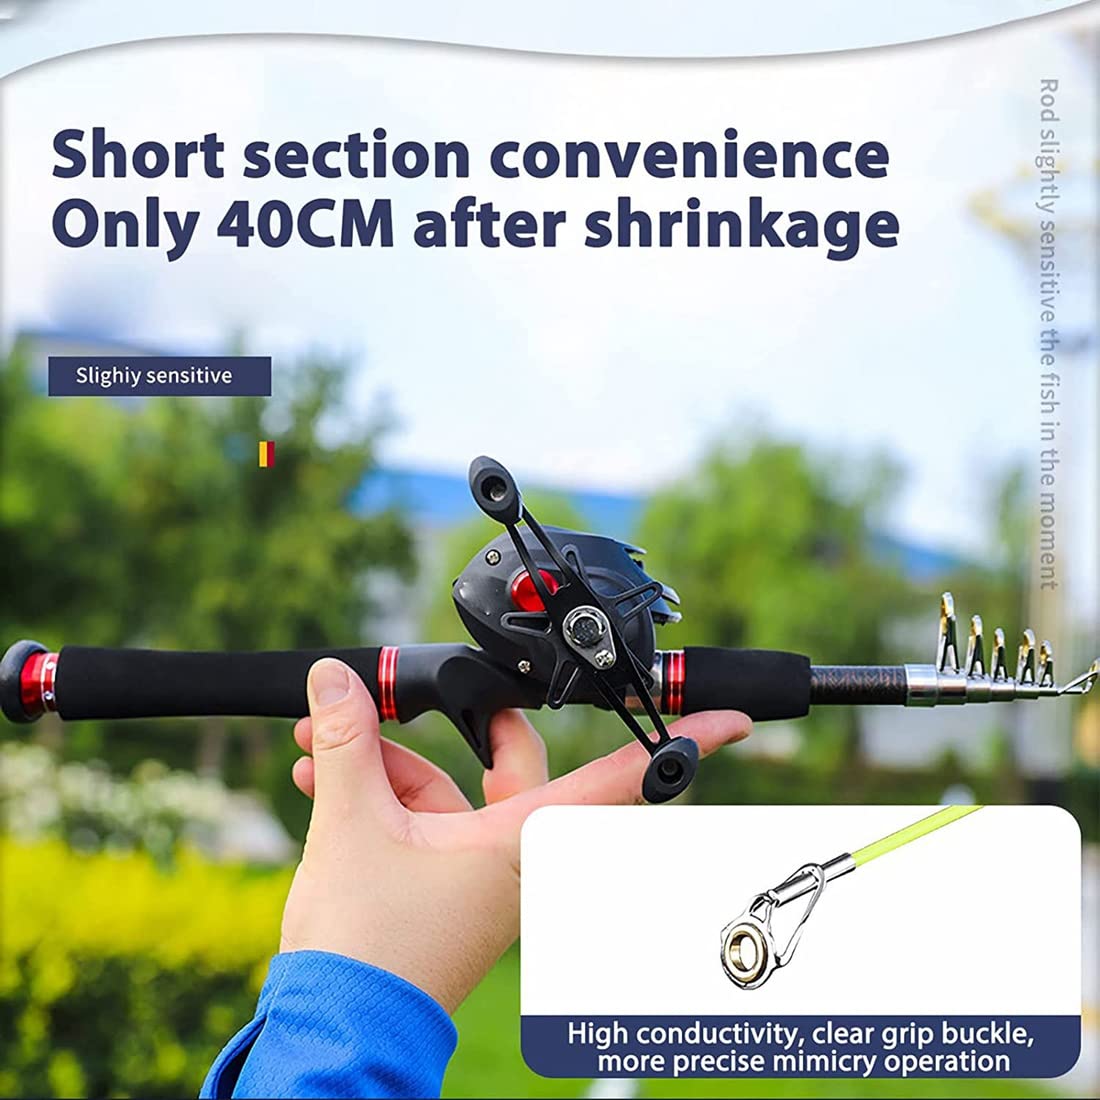 Short section convenience
Only 40CM after shrinkage
Slighiy sensitive
Rod slightly sensitive the fish in the moment
High conductivity, clear grip buckle,
more precise mimicry operation